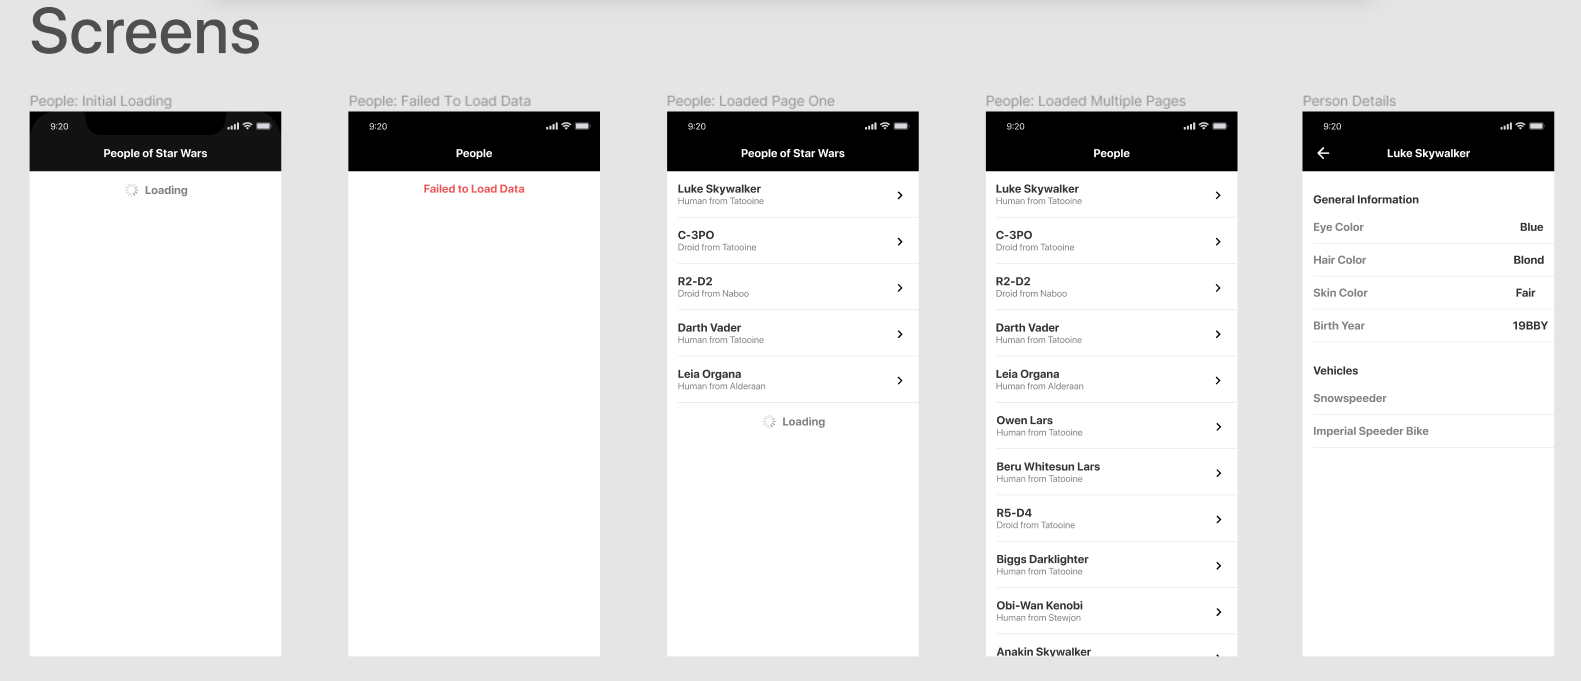 Screens
People: Initial Loading
9:20
People of Star Wars
Loading
People: Failed To Load Data
9:20
People
Failed to Load Data
People: Loaded Page One
9:20
People of Star Wars
Luke Skywalker
Human from Tatooine
C-3PO
Droid from Tatooine
R2-D2
Droid from Naboo
Darth Vader
Human from Tatooine
Leia Organa
Human from Alderaan
Loading
People: Loaded Multiple Pages
9:20
People
Luke Skywalker
Human from Tatooine
C-3PO
Droid from Tatooine
R2-D2
Droid from Naboo
Darth Vader
Human from Tatooine
Leia Organa
Human from Alderaan
Owen Lars
Human from Tatooine
Beru Whitesun Lars
Human from Tatooine
R5-D4
Droid from Tatooine
Biggs Darklighter
Human from Tatooine
Obi-Wan Kenobi
Human from Stewjon
Anakin Skywalker
Person Details
9:20
Luke Skywalker
General Information
Eye Color Blue
Hair Color Blond
Skin Color Fair
Birth Year 19BBY
Vehicles
Snowspeeder
Imperial Speeder Bike